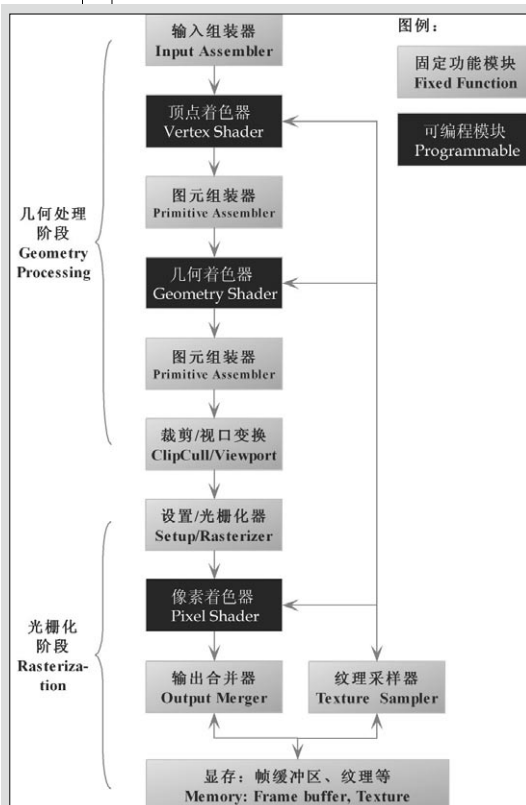 输入组装器
Input Assembler
图例：
固定功能模块
Fixed Function
顶点着色器
Vertex Shader
可编程模块
Programmable
图元组装器
Primitive Assembler
几何处理
阶段
Geometry
Processing
几何着色器
Geometry Shader
图元组装器
Primitive Assembler
裁剪/视口变换
ClipCull/Viewport
设置/光栅化器
Setup/Rasterizer
像素着色器
Pixel Shader
光栅化
阶段
Rasteriza-
tion
输出合并器
Output Merger
纹理采样器
Texture Sampler
显存：帧缓冲区、纹理等
Memory: Frame buffer, Texture